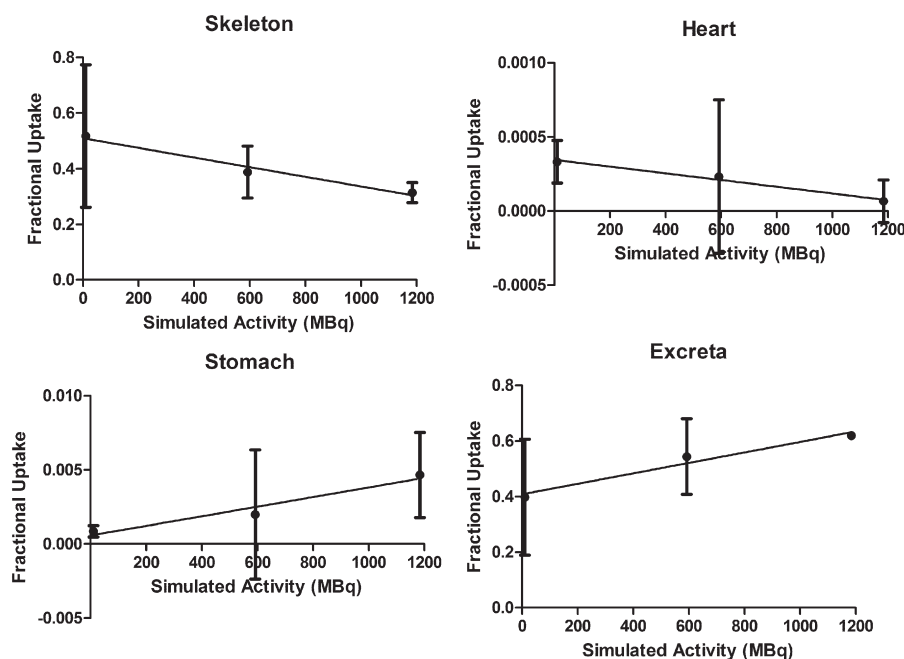 Skeleton
Fractional Uptake
0.8
0.6
0.4
0.2
0.0
0 200 400 600 800 1000 1200
Simulated Activity (MBq)
Heart
Fractional Uptake
0.0010
0.0005
0.0000
-0.0005
200 400 600 800 1000 1200
Simulated Activity (MBq)
Stomach
Fractional Uptake
0.010
0.005
0.000
-0.005
200 400 600 800 1000 1200
Simulated Activity (MBq)
Excreta
Fractional Uptake
0.8
0.6
0.4
0.2
0.0
0 200 400 600 800 1000 1200
Simulated Activity (MBq)